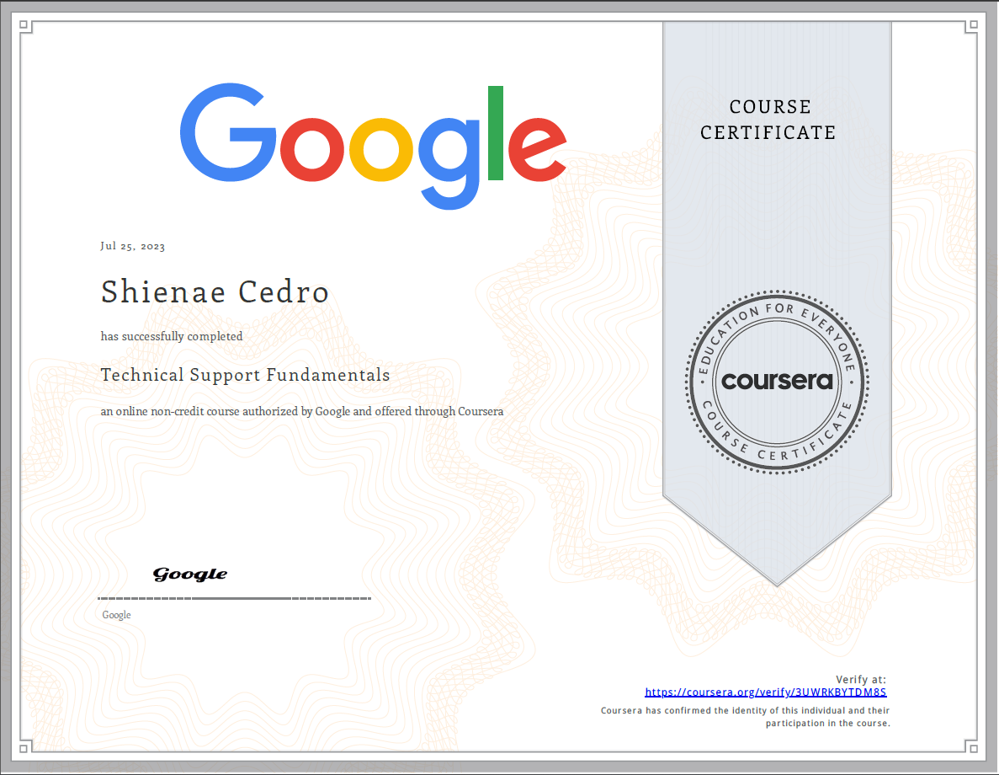 Google
COURSE
CERTIFICATE
Jul 25, 2023
Shienae Cedro
has successfully completed
Technical Support Fundamentals
an online non-credit course authorized by Google and offered through Coursera
EDUCATION FOR EVERYONE
coursera
COURSE CERTIFICATE
Google
Google
Verify at:
https://coursera.org/verify/3UWRKBYTDM8S
Coursera has confirmed the identity of this individual and their
participation in the course.